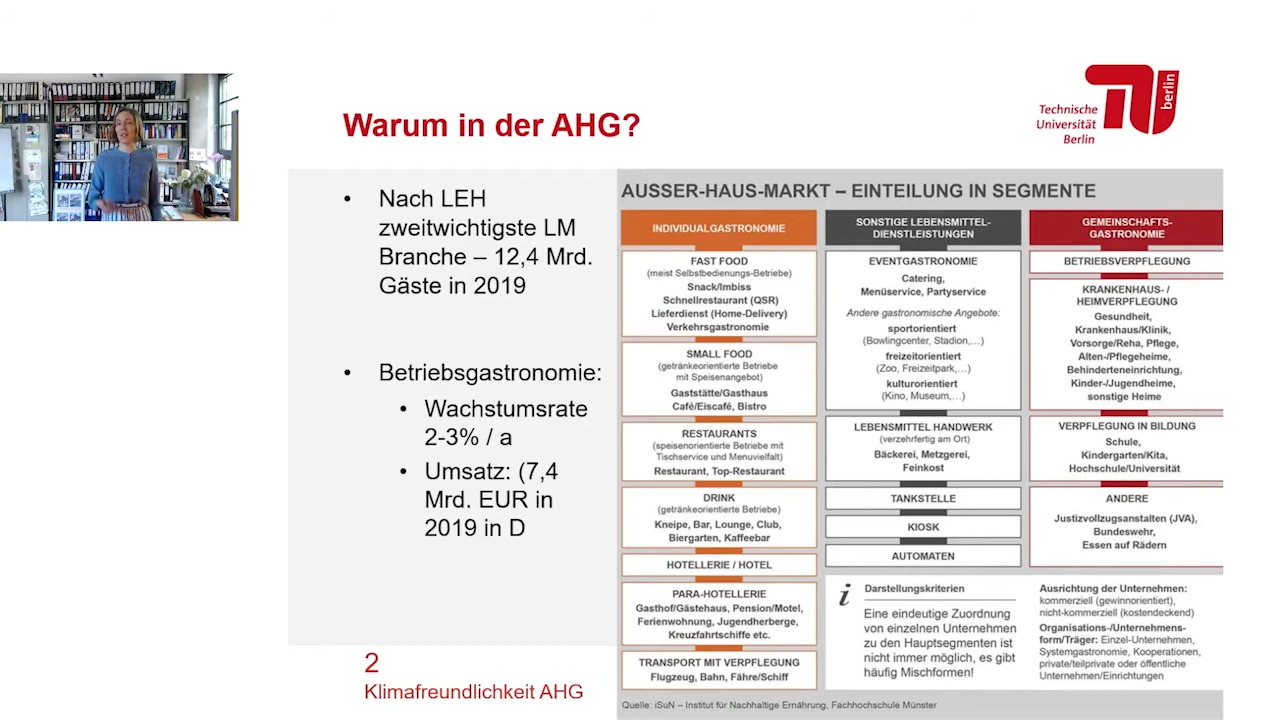 Technische
Universität
Berlin
berlin
Warum in der AHG?
• Nach LEH
zweitwichtigste LM
Branche – 12,4 Mrd.
Gäste in 2019
• Betriebsgastronomie:
• Wachstumsrate
2-3% / a
• Umsatz: (7,4
Mrd. EUR in
2019 in D
AUSSER-HAUS-MARKT – EINTEILUNG IN SEGMENTE
INDIVIDUALGASTRONOMIE
FAST FOOD
(meist Selbstbedienungs-Betriebe)
Snack/Imbiss
Schnellrestaurant (QSR)
Lieferdienst (Home-Delivery)
Verkehrsgastronomie
SMALL FOOD
(getränkeorientierte Betriebe
mit Speisenangebot)
Gaststätte/Gasthaus
Café/Eiscafé, Bistro
RESTAURANTS
(speisenorientierte Betriebe mit
Tischservice und Menuvielfalt)
Restaurant, Top-Restaurant
DRINK
(getränkeorientierte Betriebe)
Kneipe, Bar, Lounge, Club,
Biergarten, Kaffeebar
HOTELLERIE / HOTEL
PARA-HOTELLERIE
Gasthof/Gästehaus, Pension/Motel,
Ferienwohnung, Jugendherberge,
Kreuzfahrtschiffe etc.
TRANSPORT MIT VERPFLEGUNG
Flugzeug, Bahn, Fähre/Schiff
SONSTIGE LEBENSMITTEL-
DIENSTLEISTUNGEN
EVENTGASTRONOMIE
Catering,
Menüservice, Partyservice
Andere gastronomische Angebote:
sportorientiert
(Bowlingcenter, Stadion,…)
freizeitorientiert
(Zoo, Freizeitpark,…)
kulturorientiert
(Kino, Museum,…)
LEBENSMITTEL HANDWERK
(verzehrfertig am Ort)
Bäckerei, Metzgerei,
Feinkost
TANKSTELLE
KIOSK
AUTOMATEN
GEMEINSCHAFTS-
GASTRONOMIE
BETRIEBSVERPFLEGUNG
KRANKENHAUS- /
HEIMVERPFLEGUNG
Gesundheit,
Krankenhaus/Klinik,
Vorsorge/Reha, Pflege,
Alten-/Pflegeheime,
Behinderteneinrichtung,
Kinder-/Jugendheime,
sonstige Heime
VERPFLEGUNG IN BILDUNG
Schule,
Kindergarten/Kita,
Hochschule/Universität
ANDERE
Justizvollzugsanstalten (JVA),
Bundeswehr,
Essen auf Rädern
i
Darstellungskriterien
Eine eindeutige Zuordnung
von einzelnen Unternehmen
zu den Hauptsegmenten ist
nicht immer möglich, es gibt
häufig Mischformen!
Ausrichtung der Unternehmen:
kommerziell (gewinnorientiert),
nicht-kommerziell (kostendeckend)
Organisations-/Unternehmens-
form/Träger: Einzel-Unternehmen,
Systemgastronomie, Kooperationen,
private/teilprivate oder öffentliche
Unternehmen/Einrichtungen
Quelle: iSuN – Institut für Nachhaltige Ernährung, Fachhochschule Münster
2
Klimafreundlichkeit AHG